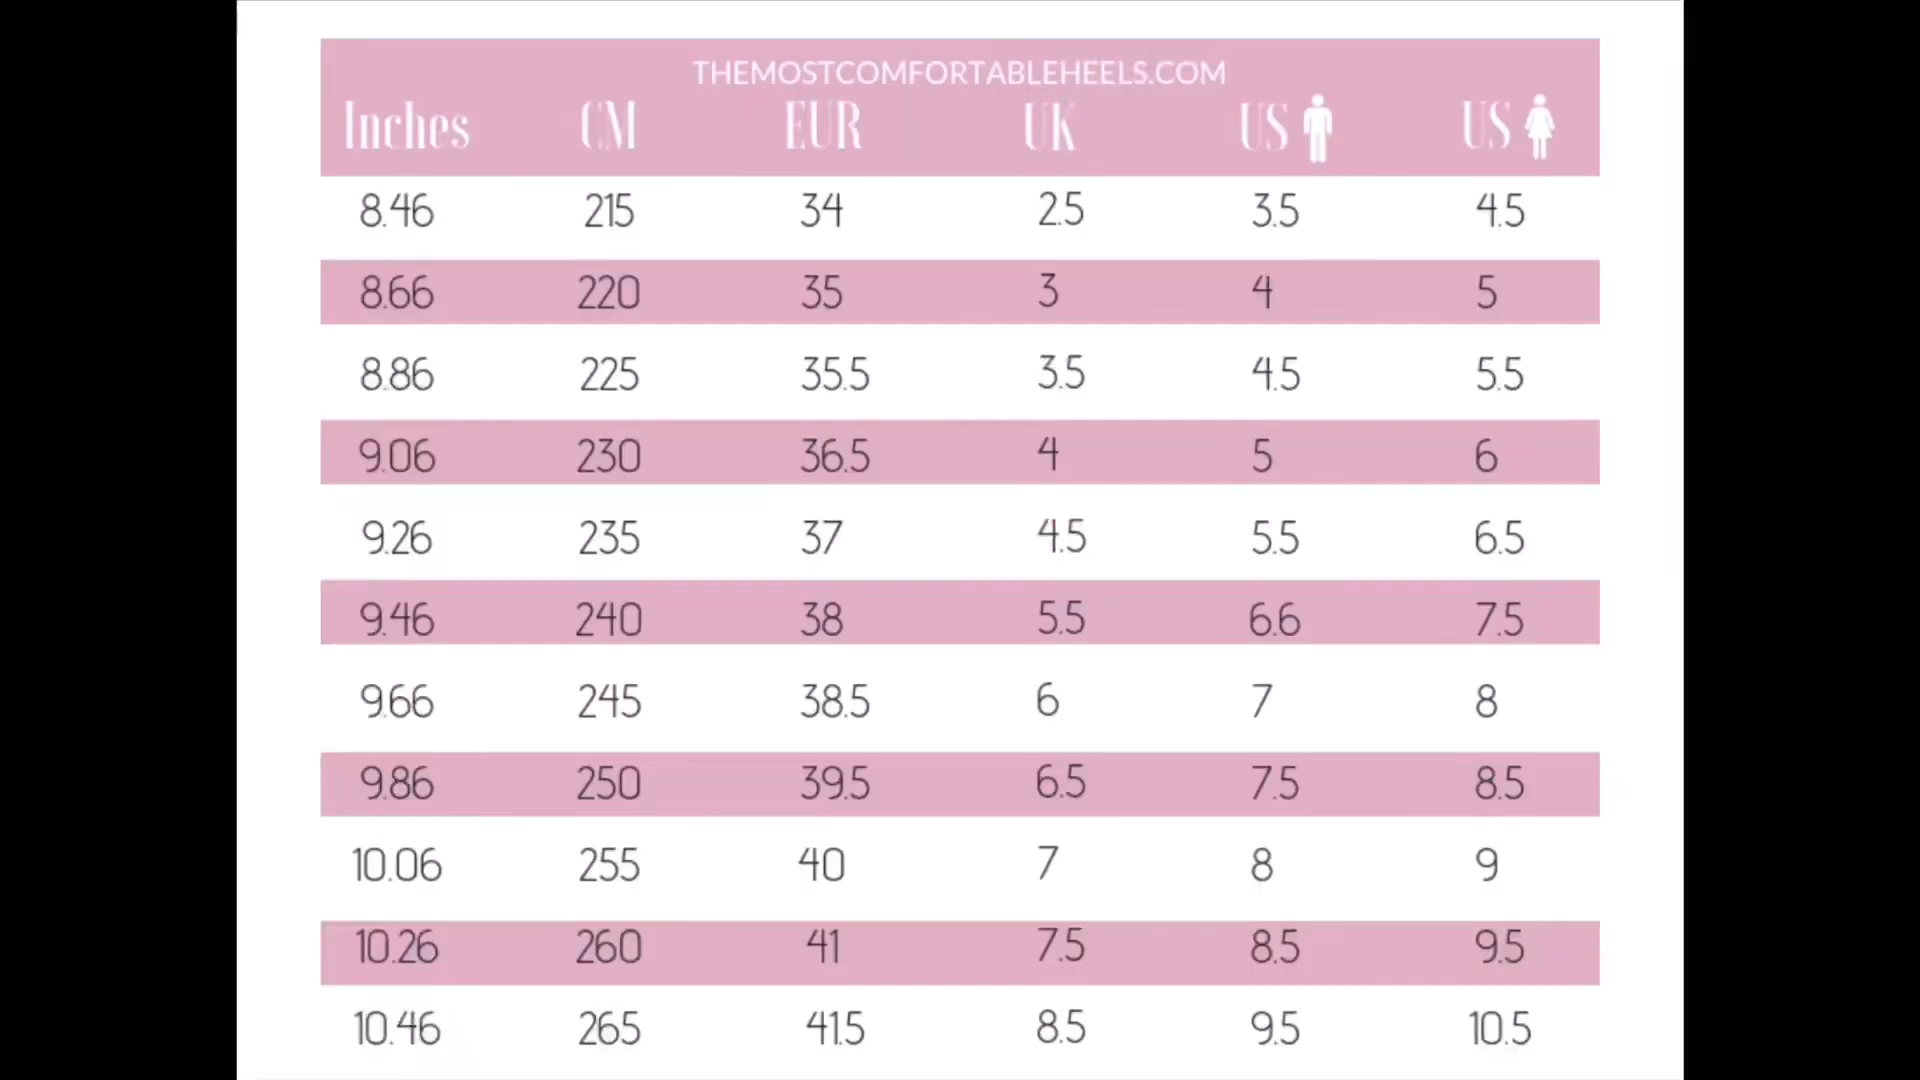 THEMOSTCOMFORTABLEHEELS.COM
Inches CM EUR UK US US
8.46 215 34 2.5 3.5 4.5
8.66 220 35 3 4 5
8.86 225 35.5 3.5 4.5 5.5
9.06 230 36.5 4 5 6
9.26 235 37 4.5 5.5 6.5
9.46 240 38 5.5 6.6 7.5
9.66 245 38.5 6 7 8
9.86 250 39.5 6.5 7.5 8.5
10.06 255 40 7 8 9
10.26 260 41 7.5 8.5 9.5
10.46 265 41.5 8.5 9.5 10.5